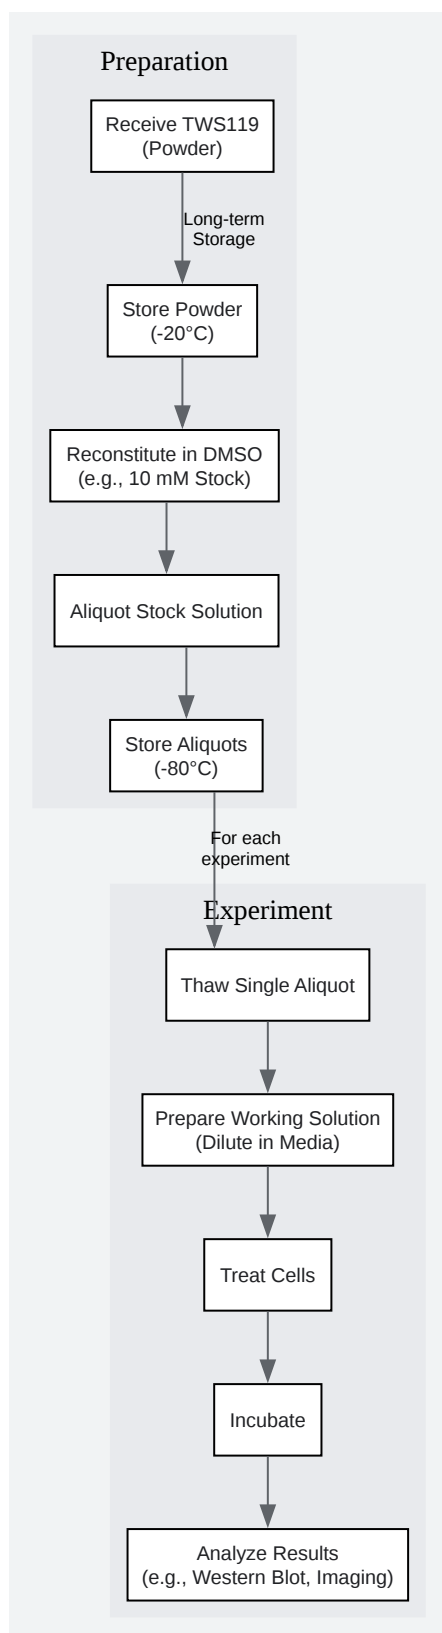 Preparation
Receive TWS119
(Powder)
Long-term
Storage
Store Powder
(-20°C)
Reconstitute in DMSO
(e.g., 10 mM Stock)
Aliquot Stock Solution
Store Aliquots
(-80°C)
For each
experiment
Experiment
Thaw Single Aliquot
Prepare Working Solution
(Dilute in Media)
Treat Cells
Incubate
Analyze Results
(e.g., Western Blot, Imaging)